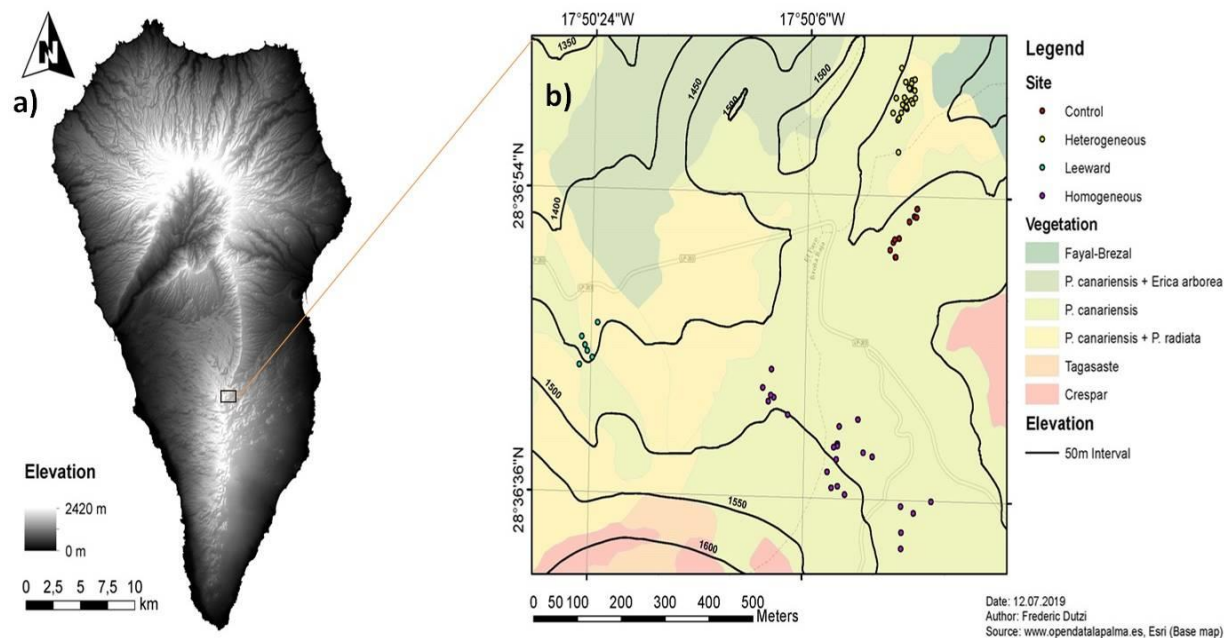 N
a)
Elevation
2420 m
0 m
0 2,5 5 7,5 10
km
17°50'24"W
17°50'6"W
28°36'54"N
28°36'36"N
b)
1350
1450
1500
1500
1400
1500
1550
1600
0 50 100 200 300 400 500
Meters
Legend
Site
Control
Heterogeneous
Leeward
Homogeneous
Vegetation
Fayal-Brezal
P. canariensis + Erica arborea
P. canariensis
P. canariensis + P. radiata
Tagasaste
Crespar
Elevation
50m Interval
Date: 12.07.2019
Author: Frederic Dutzi
Source: www.opendatalapalma.es, Esri (Base map)